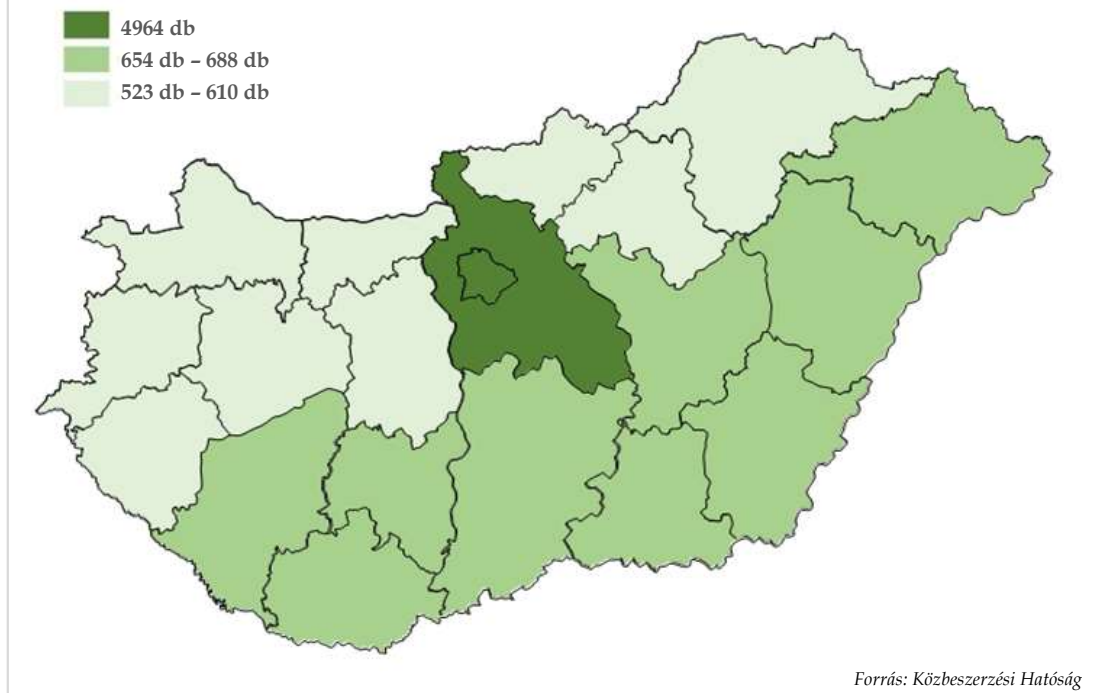 4964 db
654 db – 688 db
523 db – 610 db
Forrás: Közbeszerzési Hatóság